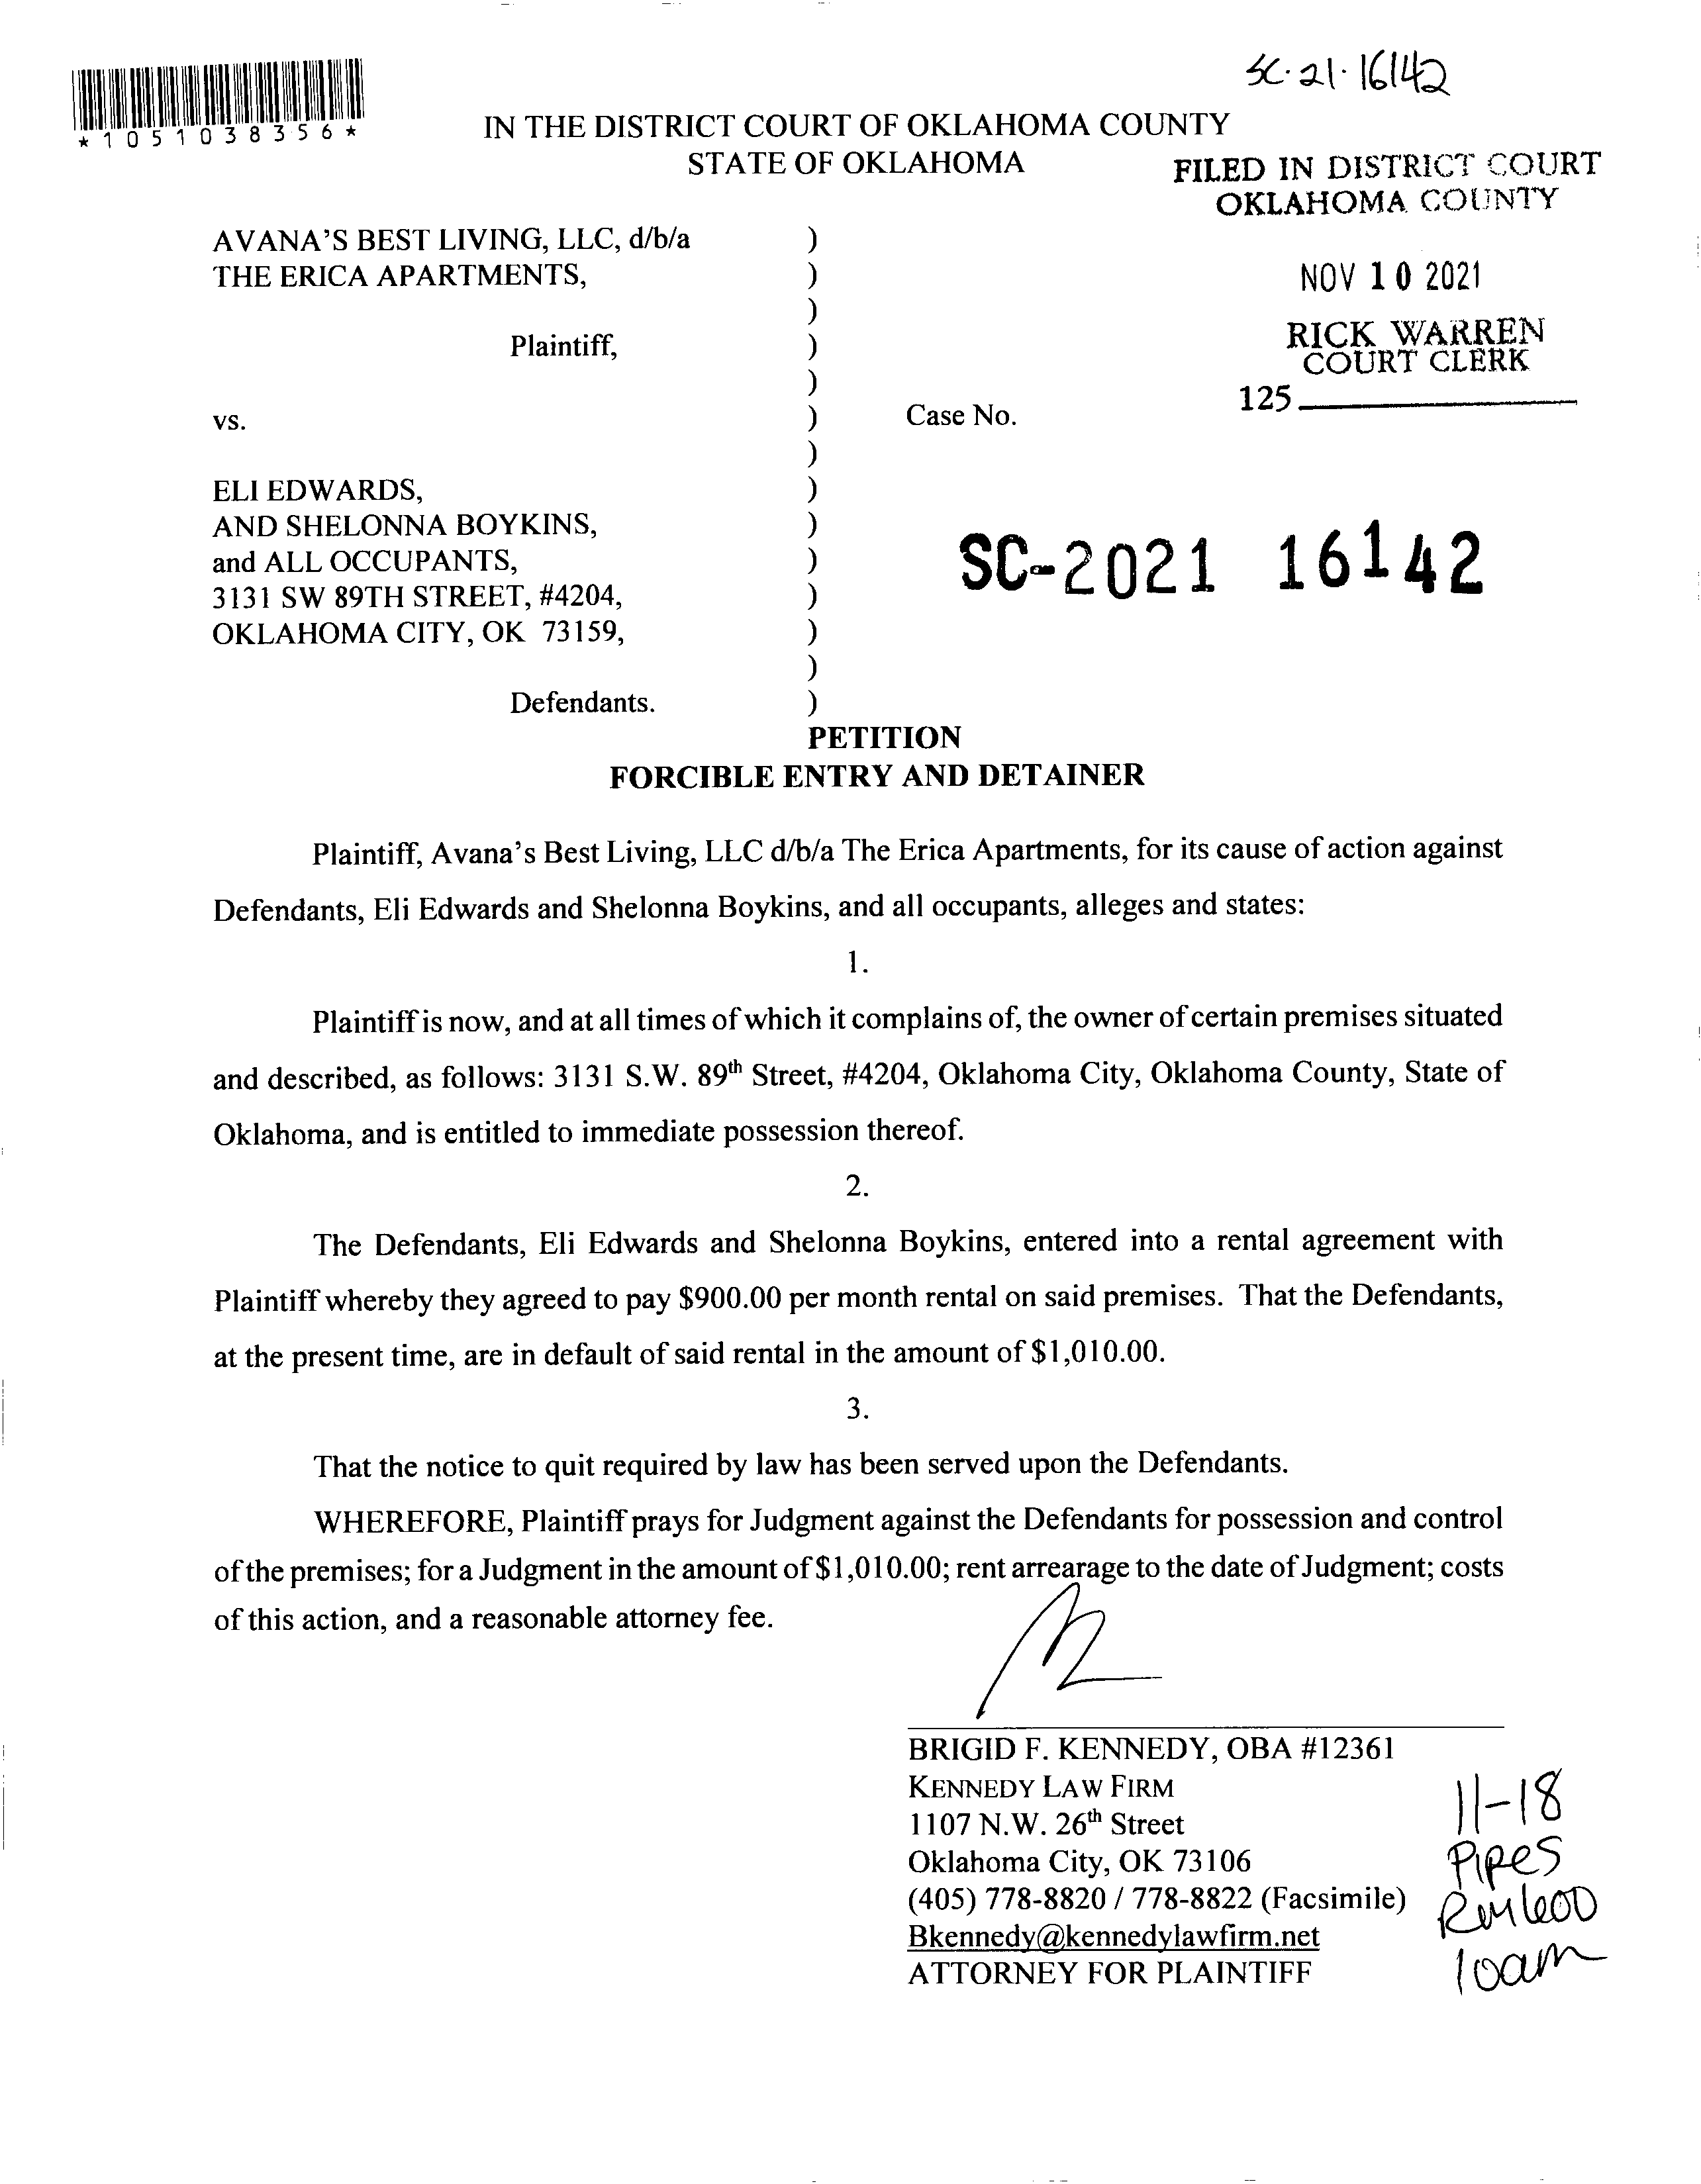 SC·21·16142
*1051038356*
IN THE DISTRICT COURT OF OKLAHOMA COUNTY
STATE OF OKLAHOMA
FILED IN DISTRICT COURT
OKLAHOMA COUNTY
NOV 10 2021
RICK WARREN
COURT CLERK
125
AVANA'S BEST LIVING, LLC, d/b/a )
THE ERICA APARTMENTS, )
)
Plaintiff, )
)
vs. ) Case No.
)
ELI EDWARDS, )
AND SHELONNA BOYKINS, )
and ALL OCCUPANTS, ) SC-2021 16142
3131 SW 89TH STREET, #4204, )
OKLAHOMA CITY, OK 73159, )
)
Defendants. )
PETITION
FORCIBLE ENTRY AND DETAINER
Plaintiff, Avana's Best Living, LLC d/b/a The Erica Apartments, for its cause of action against
Defendants, Eli Edwards and Shelonna Boykins, and all occupants, alleges and states:
1.
Plaintiff is now, and at all times of which it complains of, the owner of certain premises situated
and described, as follows: 3131 S.W. 89th Street, #4204, Oklahoma City, Oklahoma County, State of
Oklahoma, and is entitled to immediate possession thereof.
2.
The Defendants, Eli Edwards and Shelonna Boykins, entered into a rental agreement with
Plaintiff whereby they agreed to pay $900.00 per month rental on said premises. That the Defendants,
at the present time, are in default of said rental in the amount of $1,010.00.
3.
That the notice to quit required by law has been served upon the Defendants.
WHEREFORE, Plaintiff prays for Judgment against the Defendants for possession and control
of the premises; for a Judgment in the amount of $1,010.00; rent arrearage to the date of Judgment; costs
of this action, and a reasonable attorney fee.
BRIGID F. KENNEDY, OBA #12361
KENNEDY LAW FIRM
1107 N.W. 26th Street
Oklahoma City, OK 73106
(405) 778-8820 / 778-8822 (Facsimile)
Bkennedy@kennedylawfirm.net
ATTORNEY FOR PLAINTIFF
11-18
Pipes
Rm 600
10am